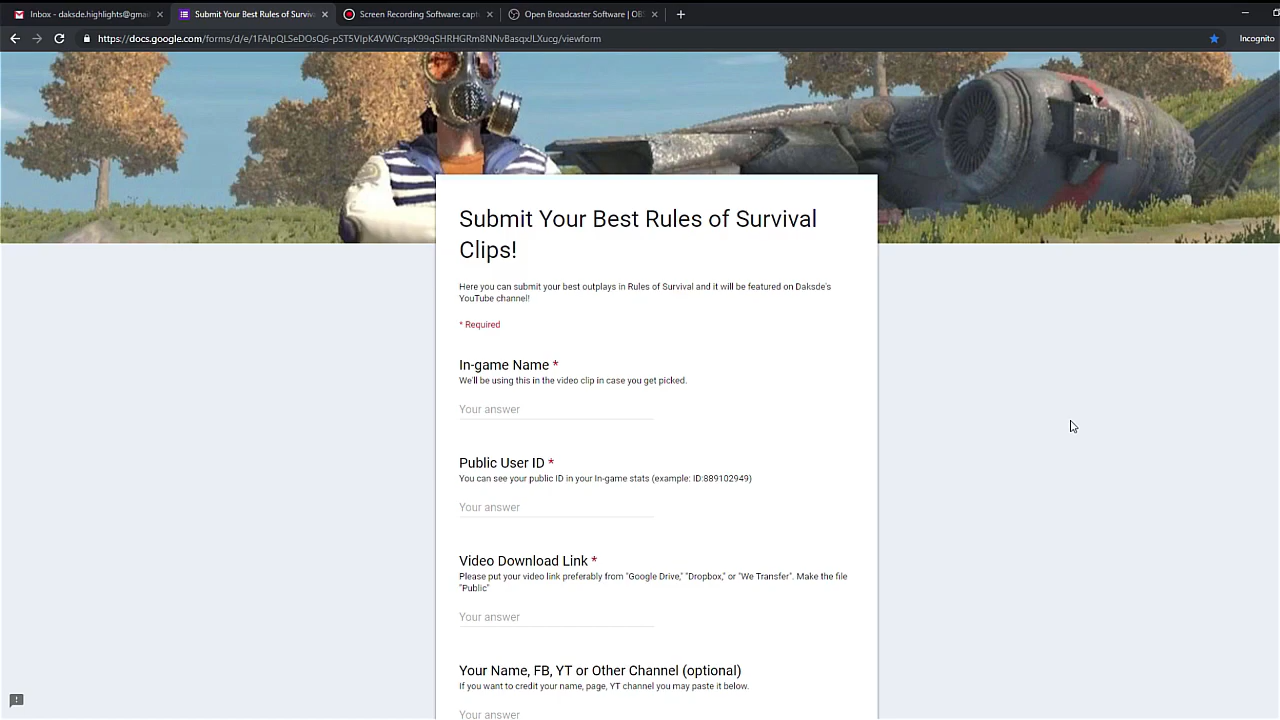 Inbox - daksde.highlights@gmai
Submit Your Best Rules of Surviva
Screen Recording Software: capt
Open Broadcaster Software | OBS
https://docs.google.com/forms/d/e/1FAIpQLSeDOsQ6-pST5VIpK4VWCrspK99qSHRHGRm8NNvBasqxJLXucg/viewform
Incognito
Submit Your Best Rules of Survival
Clips!
Here you can submit your best outplays in Rules of Survival and it will be featured on Daksde's
YouTube channel!
* Required
In-game Name *
We'll be using this in the video clip in case you get picked.
Your answer
Public User ID *
You can see your public ID in your In-game stats (example: ID:889102949)
Your answer
Video Download Link *
Please put your video link preferably from "Google Drive," "Dropbox," or "We Transfer". Make the file
"Public"
Your answer
Your Name, FB, YT or Other Channel (optional)
If you want to credit your name, page, YT channel you may paste it below.
Your answer